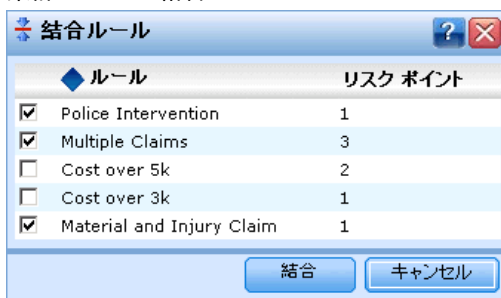 結合ルール
ルール リスク ポイント
Police Intervention 1
Multiple Claims 3
Cost over 5k 2
Cost over 3k 1
Material and Injury Claim 1
結合 キャンセル